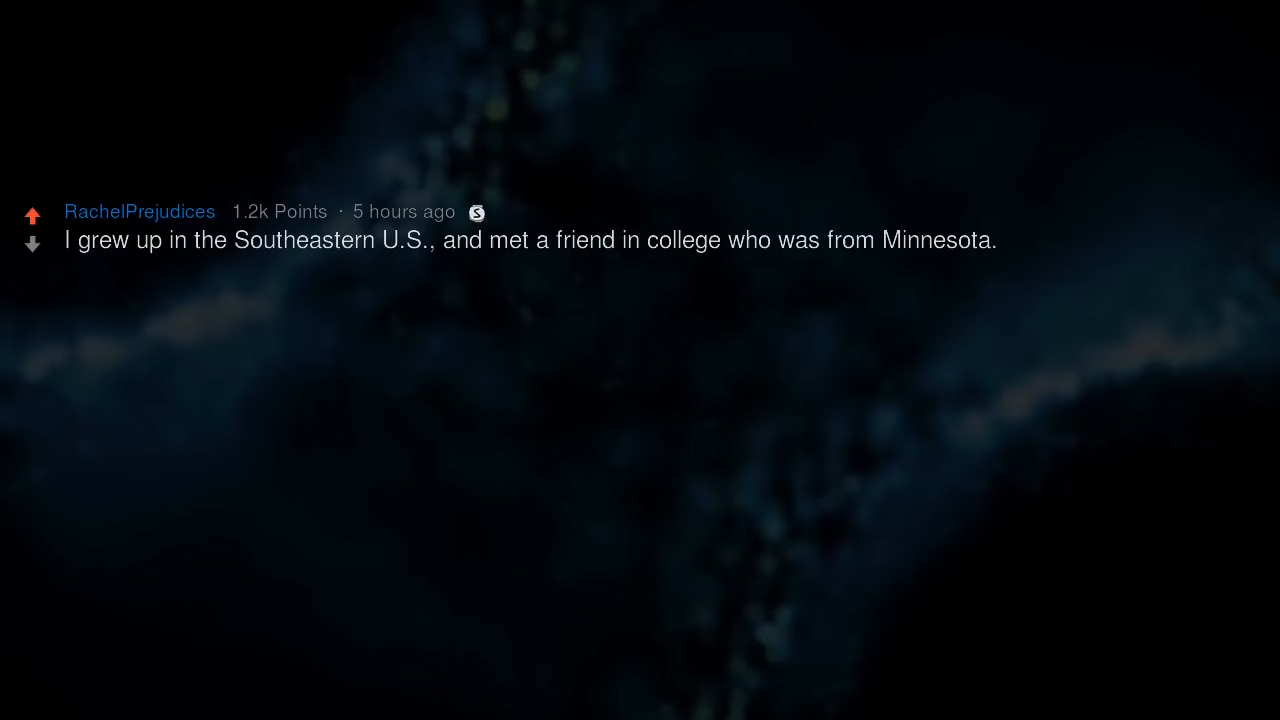 RachelPrejudices 1.2k Points · 5 hours ago
I grew up in the Southeastern U.S., and met a friend in college who was from Minnesota.